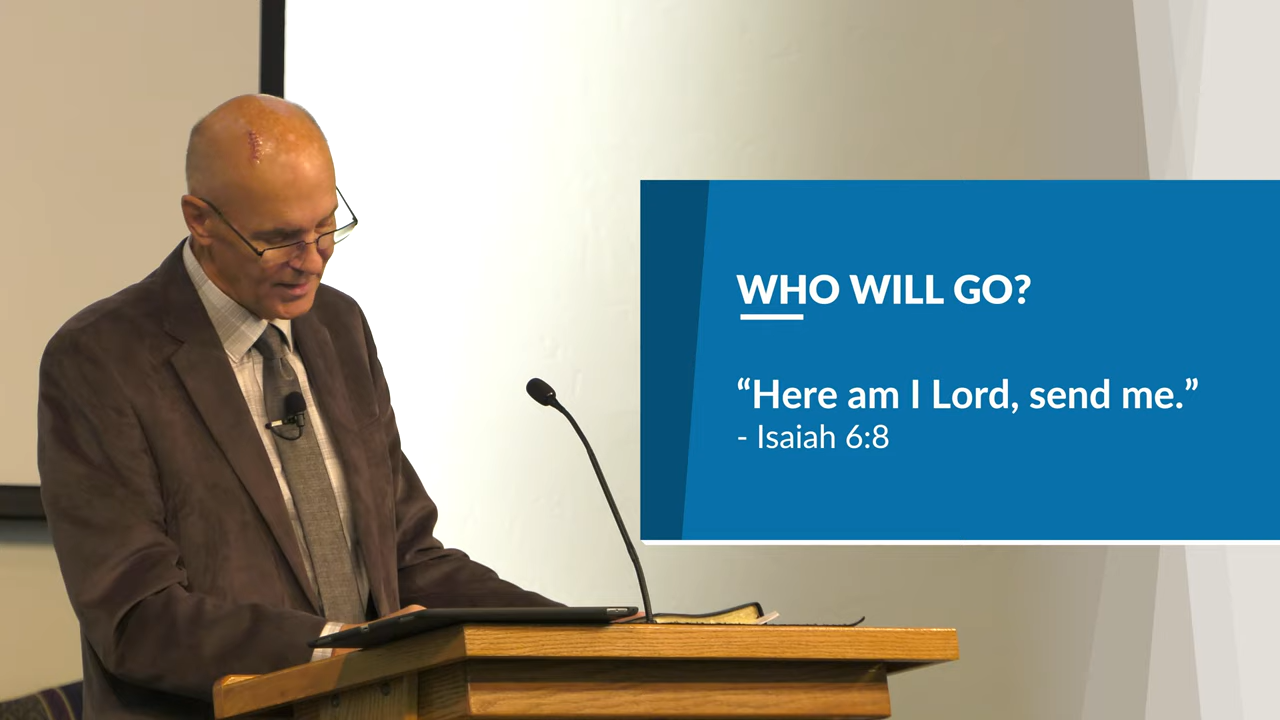 WHO WILL GO?
“Here am I Lord, send me.”
- Isaiah 6:8